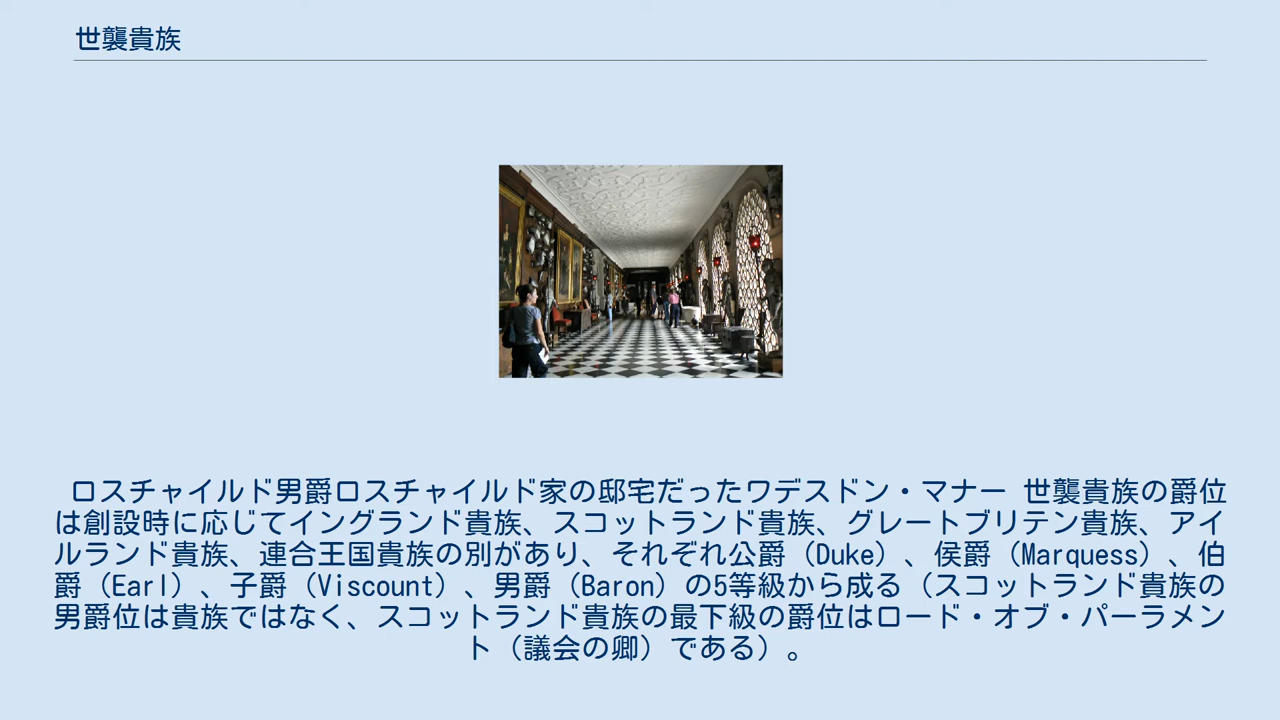 世襲貴族
ロスチャイルド男爵ロスチャイルド家の邸宅だったワデスドン・マナー 世襲貴族の爵位
は創設時に応じてイングランド貴族、スコットランド貴族、グレートブリテン貴族、アイ
ルランド貴族、連合王国貴族の別があり、それぞれ公爵（Duke）、侯爵（Marquess）、伯
爵（Earl）、子爵（Viscount）、男爵（Baron）の5等級から成る（スコットランド貴族の
男爵位は貴族ではなく、スコットランド貴族の最下級の爵位はロード・オブ・パーラメン
ト（議会の卿）である）。